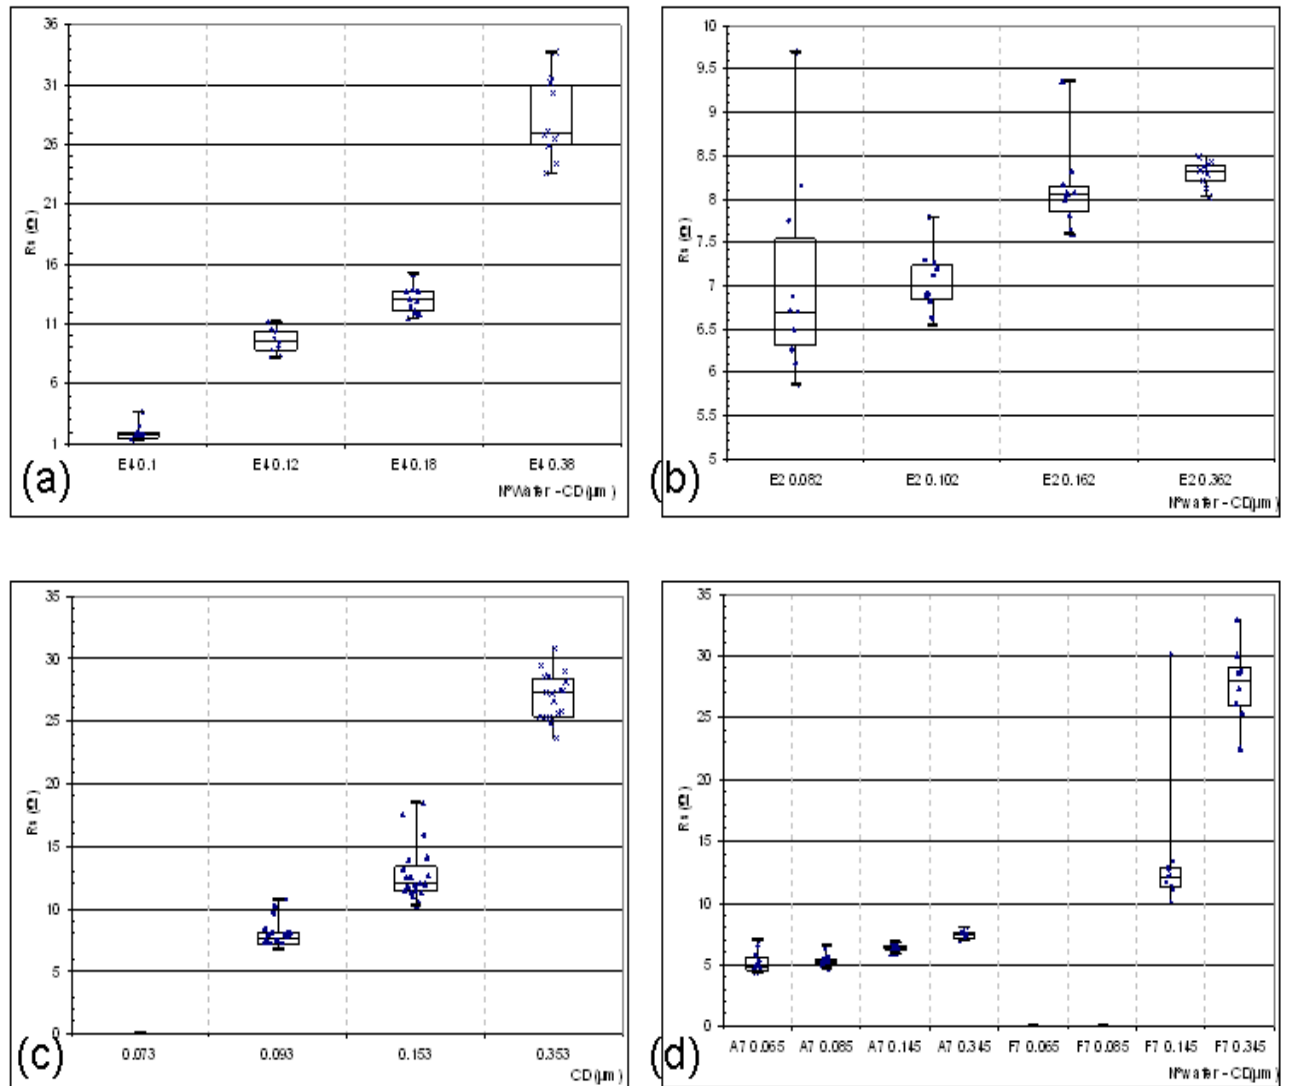 36
31
26
21
16
11
6
1
Rs (Ω)
E4 0.1 E4 0.12 E4 0.18 E4 0.38
N°Wafer - CD(µm)
(a)
10
9.5
9
8.5
8
7.5
7
6.5
6
5.5
5
Rs (Ω)
E2 0.082 E2 0.102 E2 0.162 E2 0.362
N°wafer - CD(µm)
(b)
35
30
25
20
15
10
5
0
Rs (Ω)
0.073 0.093 0.153 0.353
CD(µm)
(c)
35
30
25
20
15
10
5
0
Rs (Ω)
A7 0.065 A7 0.085 A7 0.145 A7 0.345 F7 0.065 F7 0.085 F7 0.145 F7 0.345
N°wafer - CD(µm)
(d)